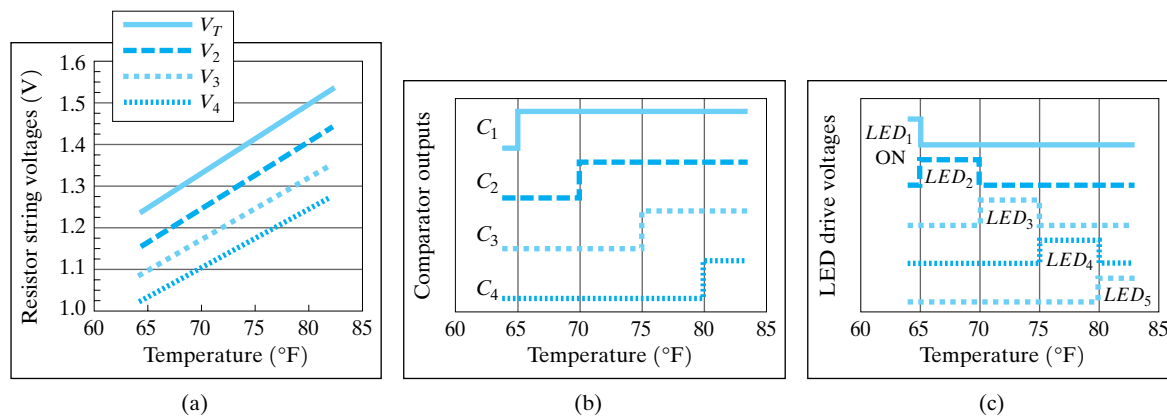 V_T
V_2
V_3
V_4
Resistor string voltages (V)
1.6
1.5
1.4
1.3
1.2
1.1
1.0
60 65 70 75 80 85
Temperature (°F)
(a)
Comparator outputs
C_1
C_2
C_3
C_4
60 65 70 75 80 85
Temperature (°F)
(b)
LED drive voltages
LED_1
ON
LED_2
LED_3
LED_4
LED_5
60 65 70 75 80 85
Temperature (°F)
(c)